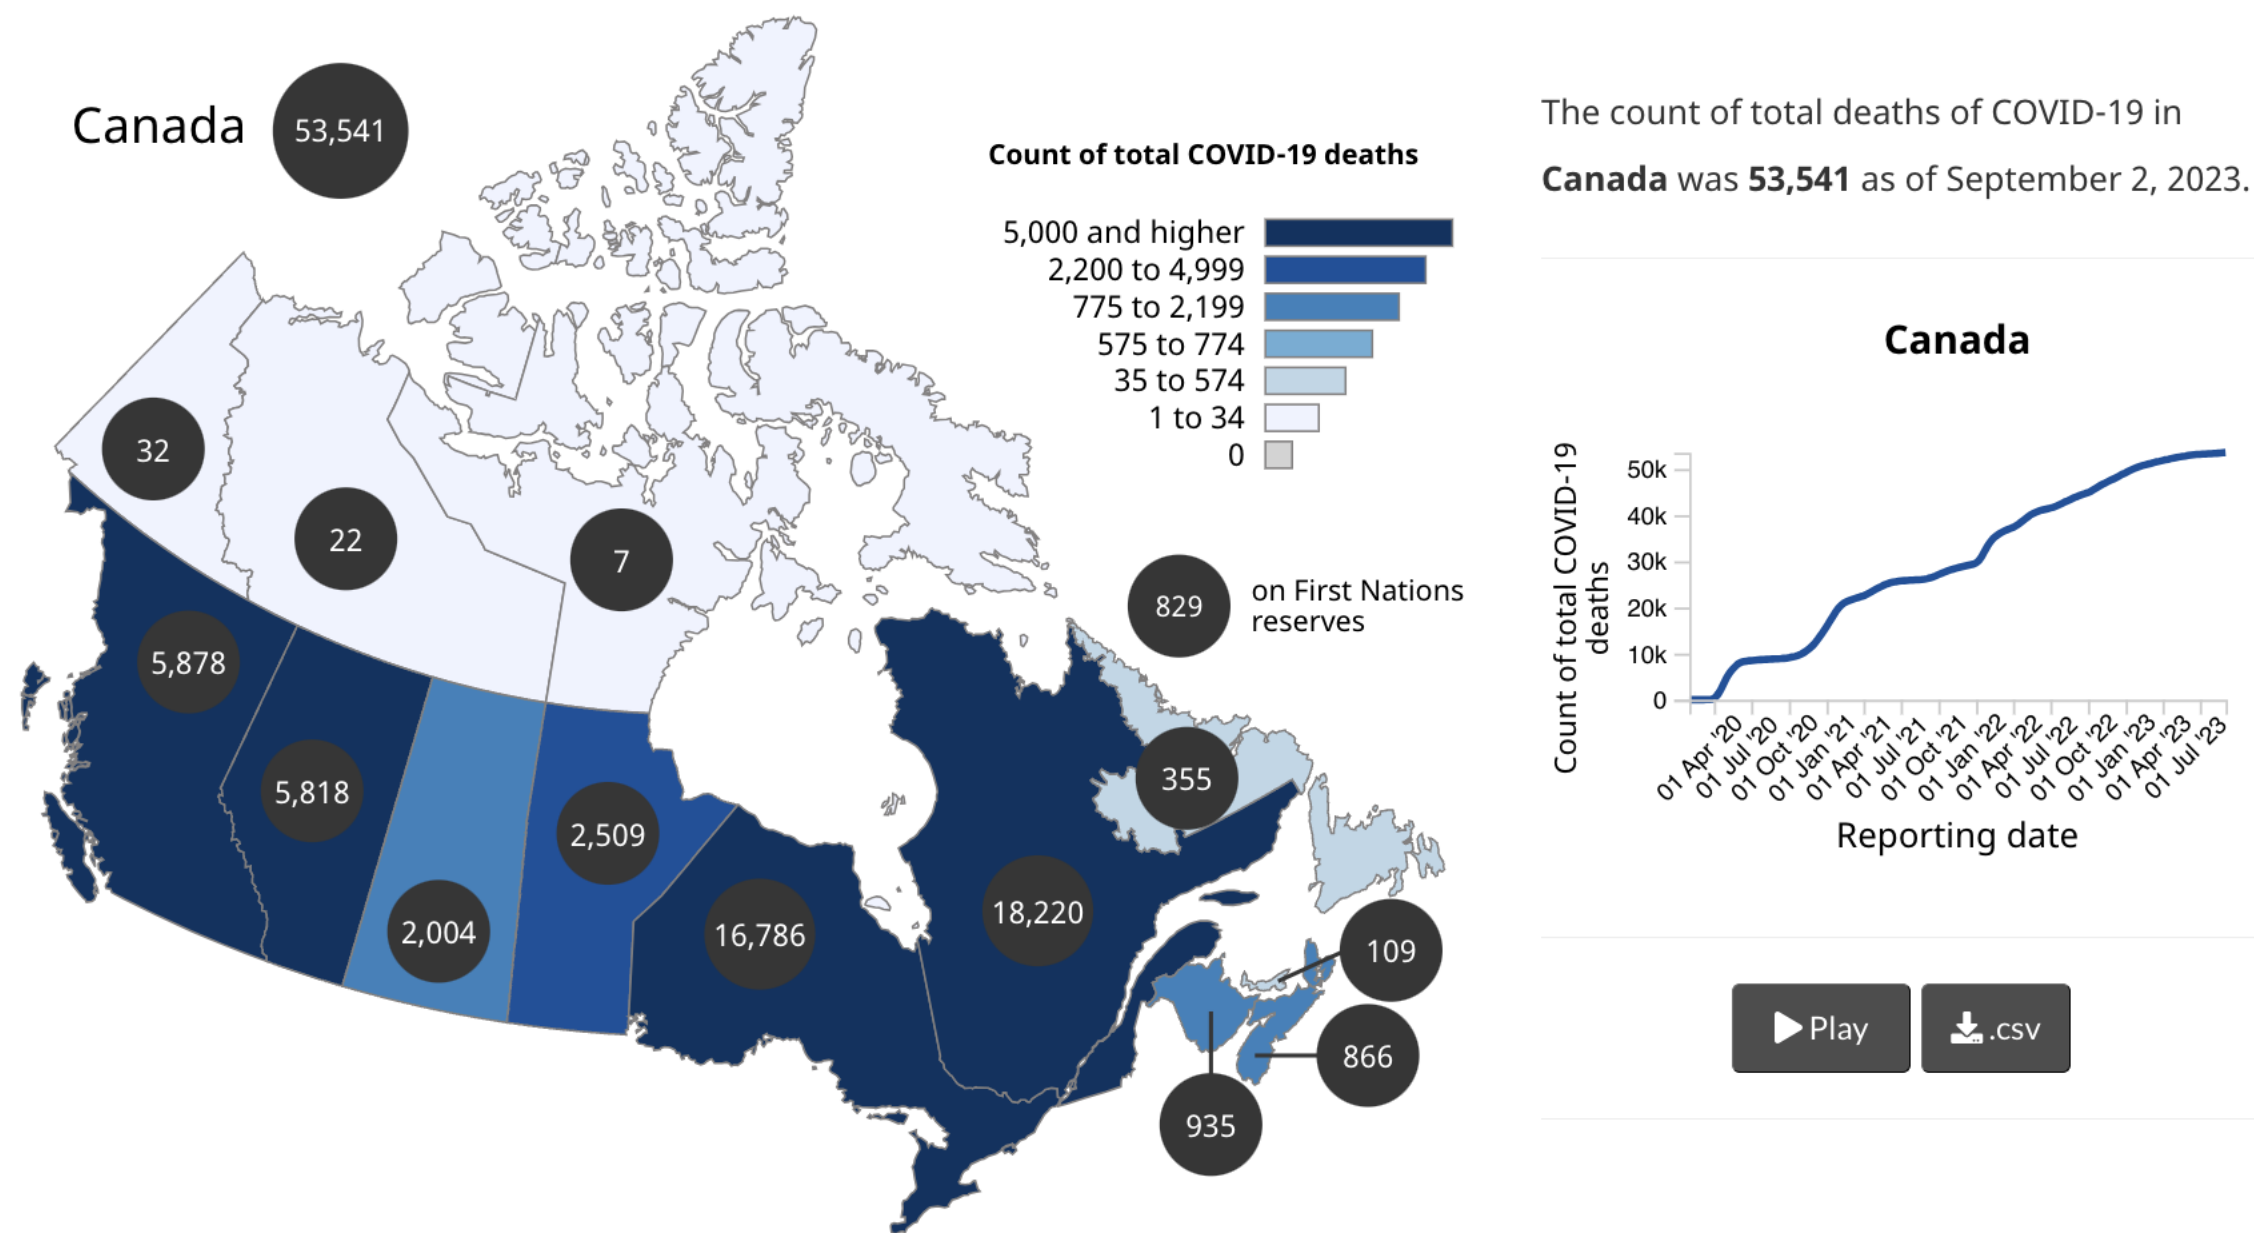 Canada
53,541
Count of total COVID-19 deaths
5,000 and higher
2,200 to 4,999
775 to 2,199
575 to 774
35 to 574
1 to 34
0
32
22
7
829
on First Nations
reserves
5,878
5,818
2,004
2,509
16,786
18,220
355
109
866
935
The count of total deaths of COVID-19 in
Canada was 53,541 as of September 2, 2023.
Canada
Count of total COVID-19
deaths
50k
40k
30k
20k
10k
0
01 Apr '20
01 Jul '20
01 Oct '20
01 Jan '21
01 Apr '21
01 Jul '21
01 Oct '21
01 Jan '22
01 Apr '22
01 Jul '22
01 Oct '22
01 Jan '23
01 Apr '23
01 Jul '23
Reporting date
Play
.csv